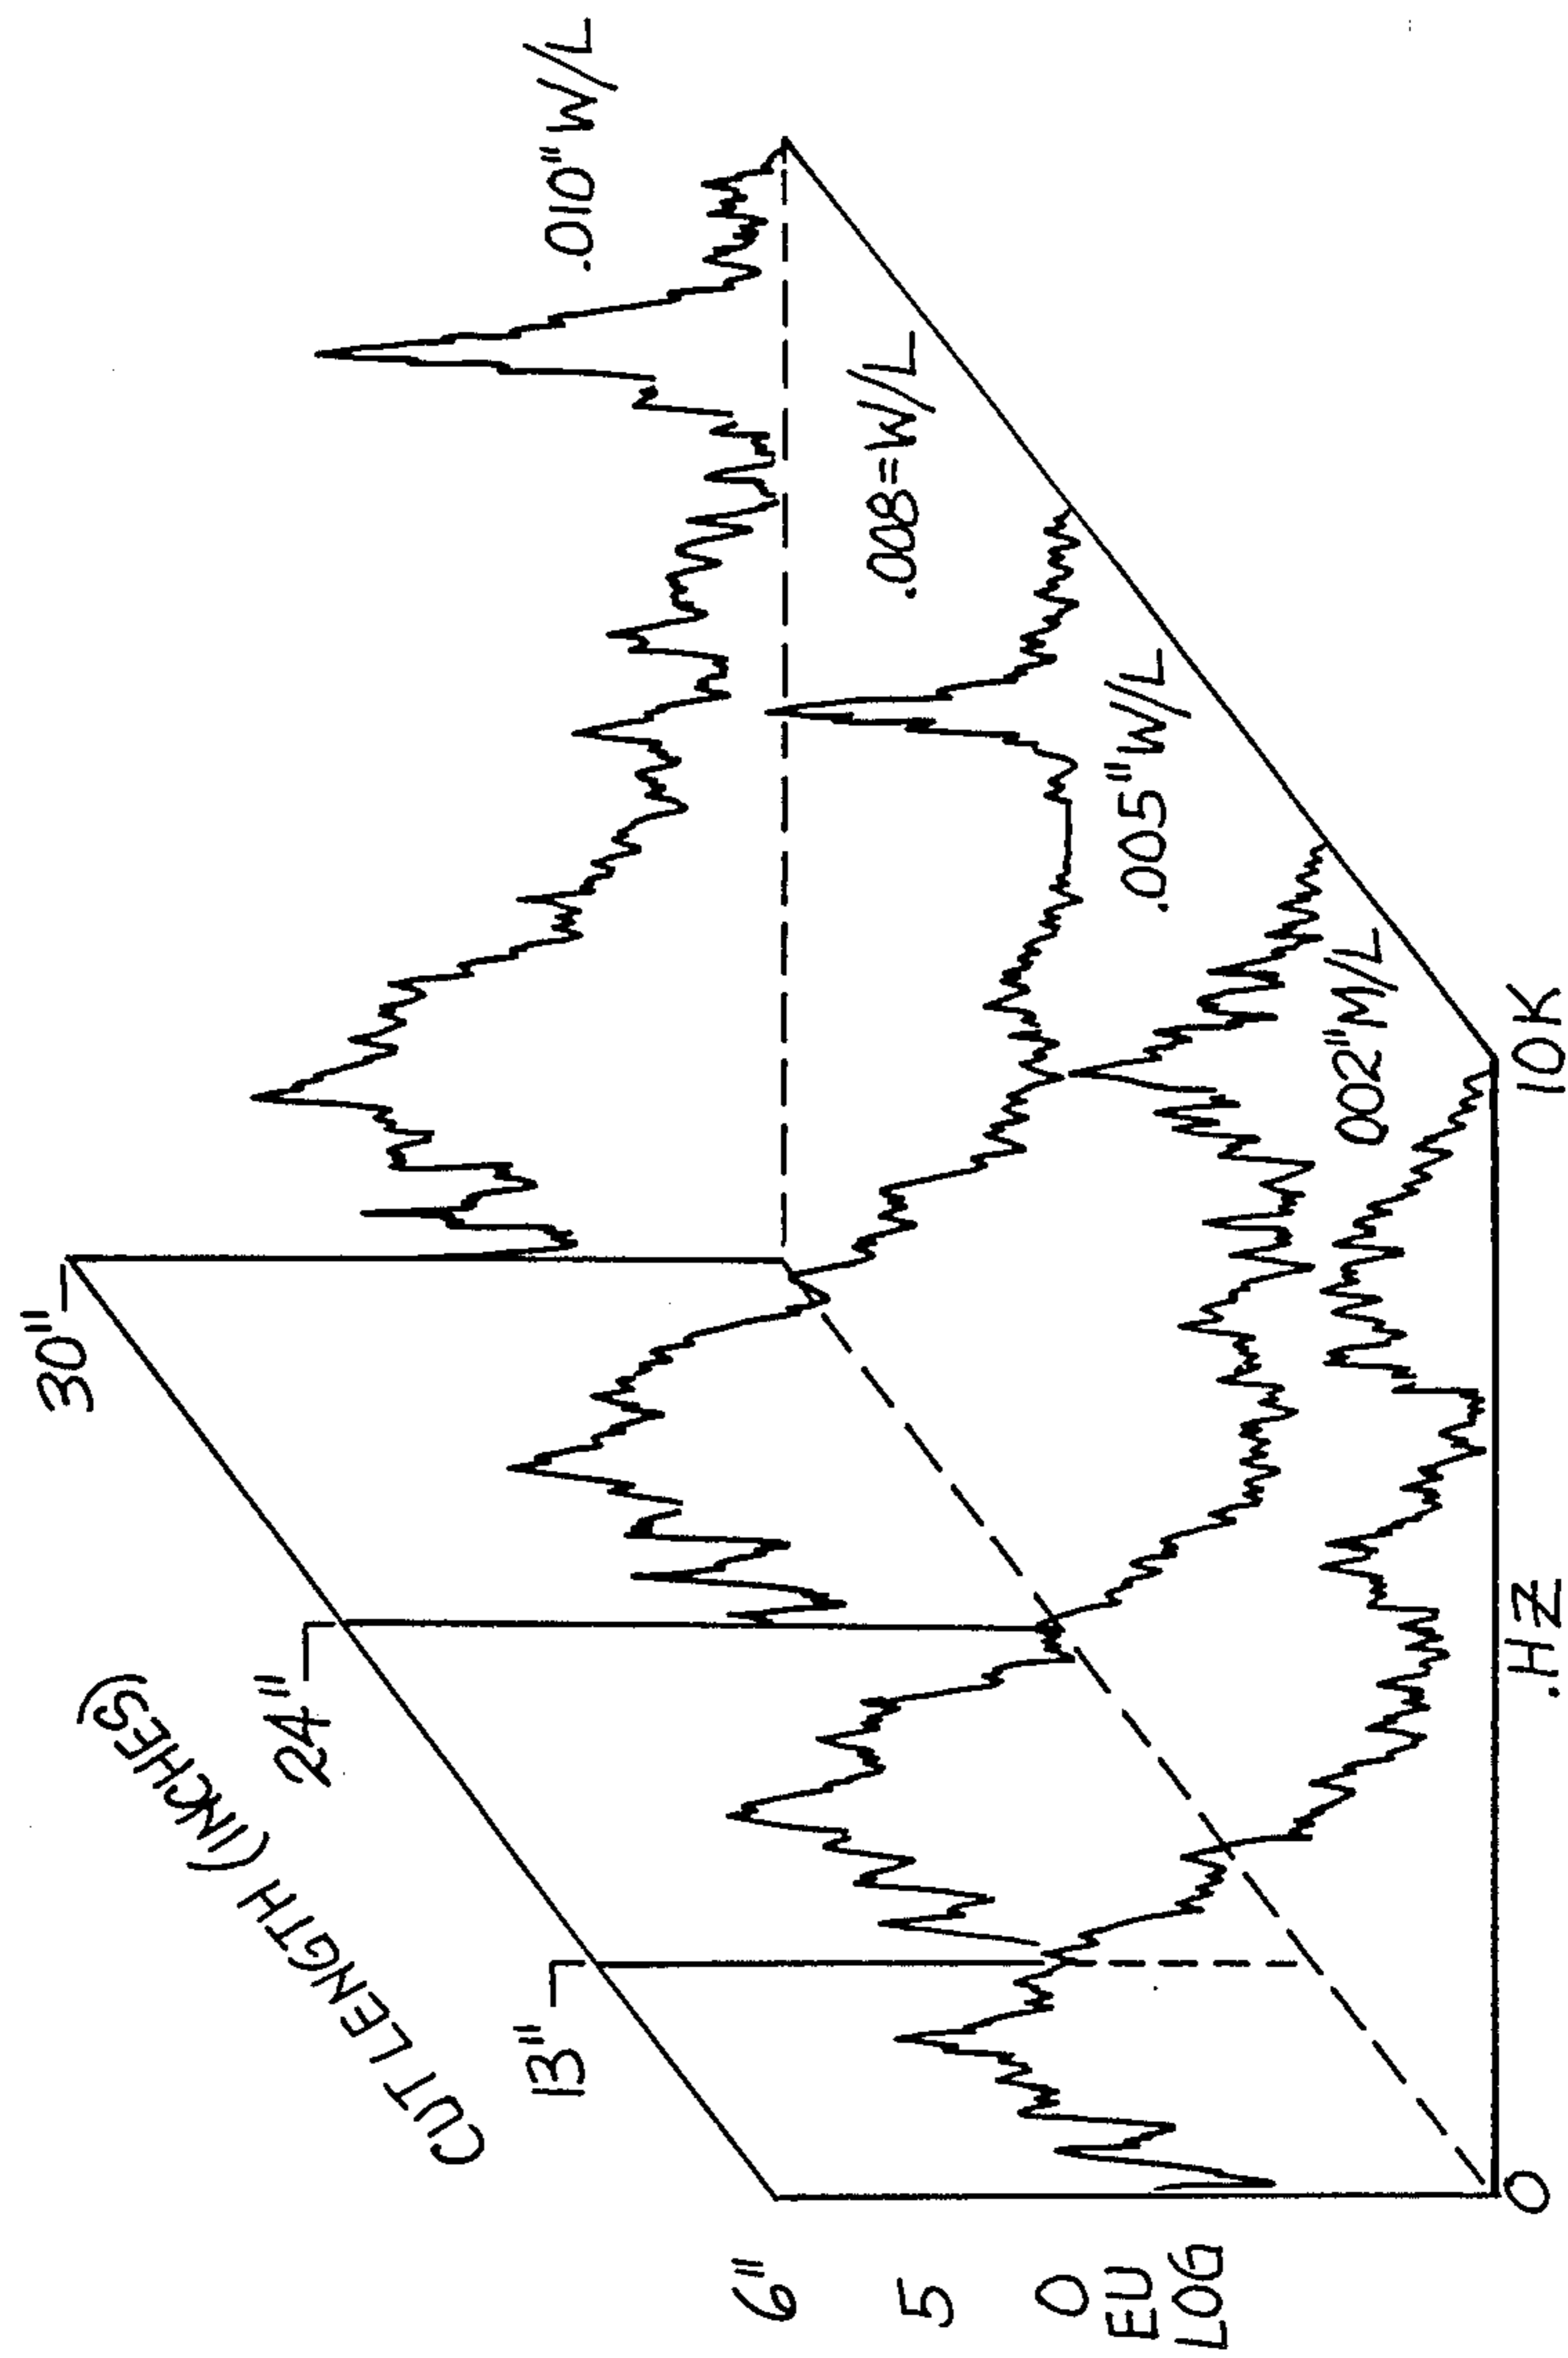 CUT LENGTH (INCHES)
30"
24"
13"
6"
5
0
EU
LOG
.010" W/L
.008= W/L
.005" W/L
002" M/L
0
.HZ
10K